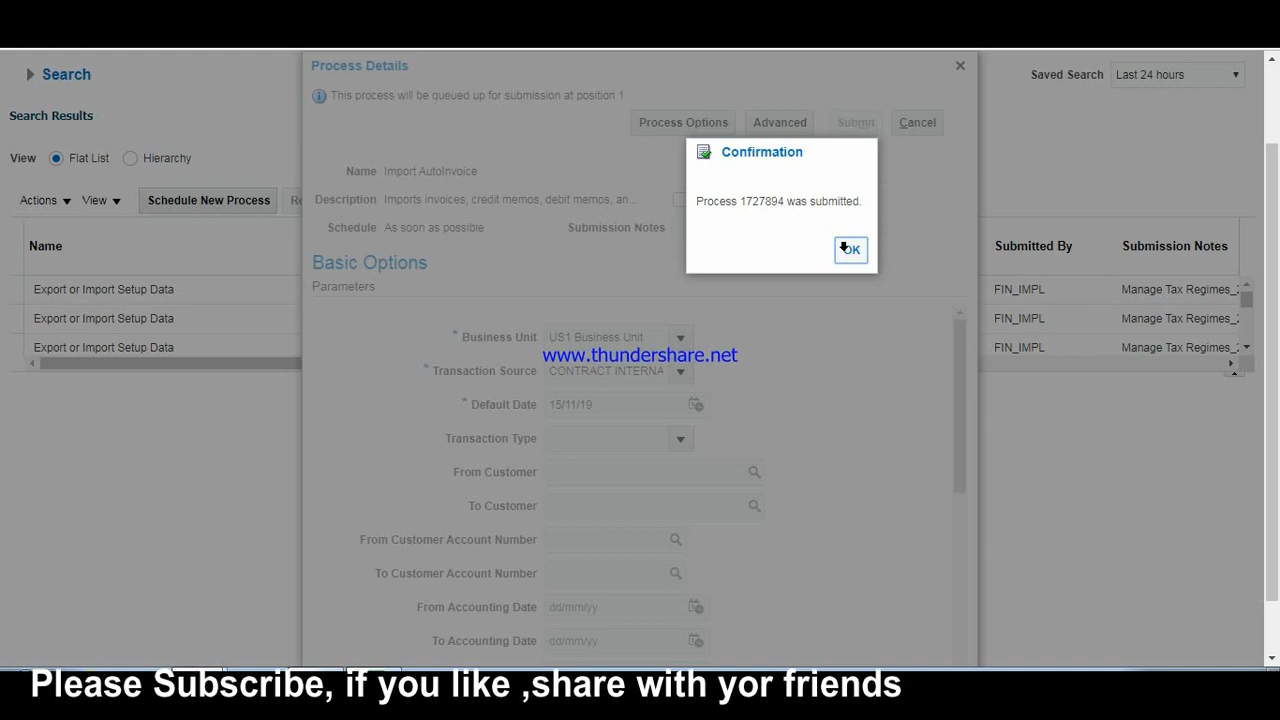 Search
Saved Search Last 24 hours
Search Results
View Flat List Hierarchy
Actions View Schedule New Process
Name
Submitted By Submission Notes
Export or Import Setup Data FIN_IMPL Manage Tax Regimes_
Export or Import Setup Data FIN_IMPL Manage Tax Regimes_
Export or Import Setup Data FIN_IMPL Manage Tax Regimes_
Process Details
This process will be queued up for submission at position 1
Process Options Advanced Submit Cancel
Name Import AutoInvoice
Description Imports invoices, credit memos, debit memos, an...
Schedule As soon as possible Submission Notes
Basic Options
Parameters
* Business Unit US1 Business Unit
* Transaction Source CONTRACT INTERNA
* Default Date 15/11/19
Transaction Type
From Customer
To Customer
From Customer Account Number
To Customer Account Number
From Accounting Date dd/mm/yy
To Accounting Date dd/mm/yy
Confirmation
Process 1727894 was submitted.
OK
www.thundershare.net
Please Subscribe, if you like ,share with yor friends